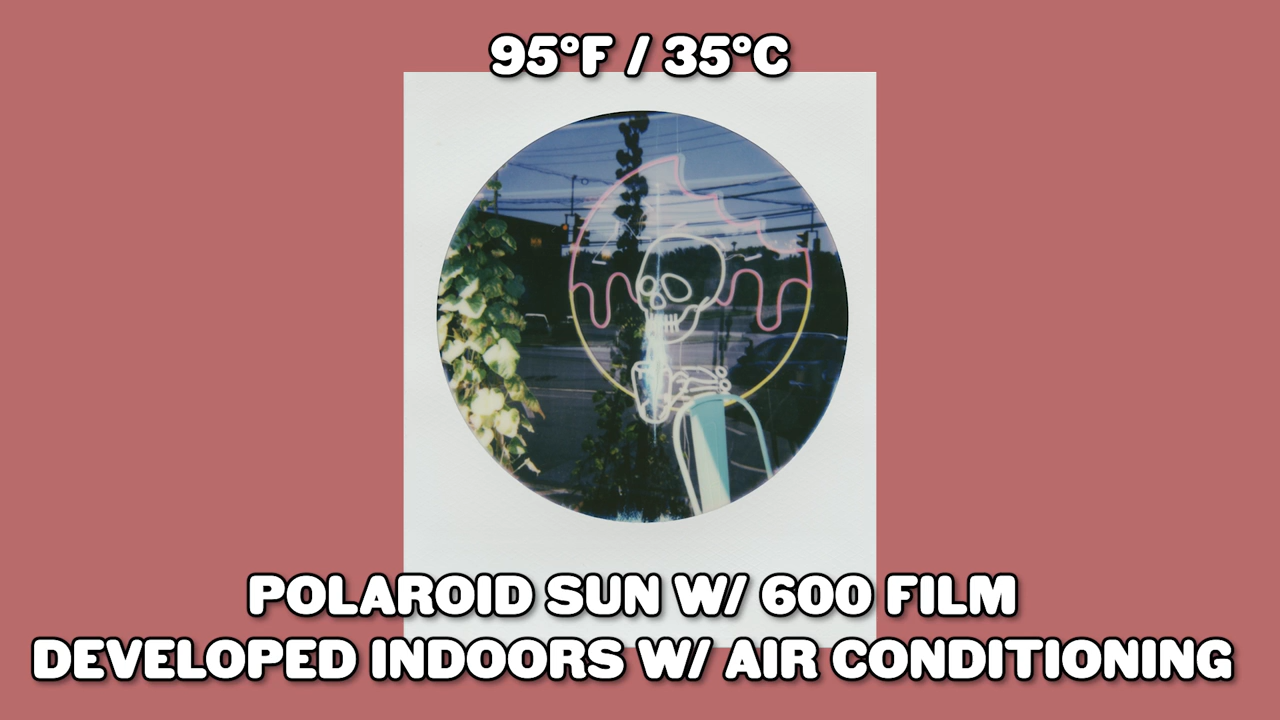 95°F / 35°C
POLAROID SUN W/ 600 FILM
DEVELOPED INDOORS W/ AIR CONDITIONING